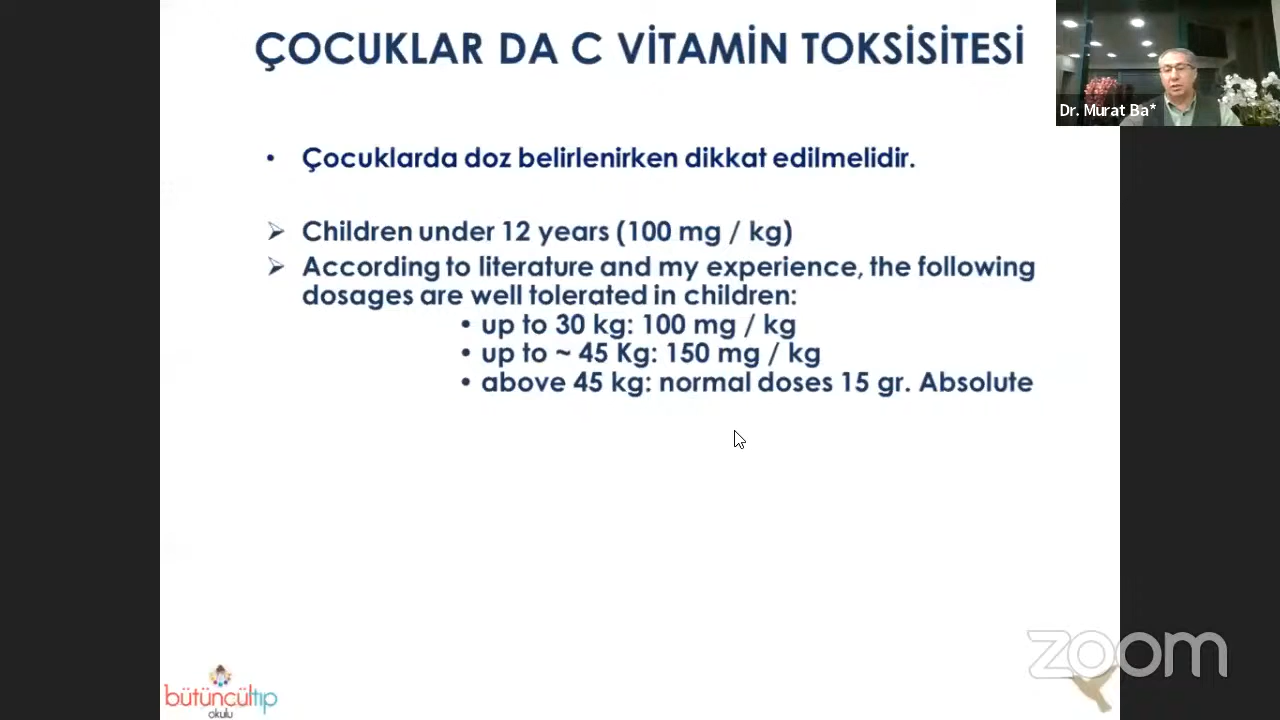 ÇOCUKLAR DA C VİTAMİN TOKSİSİTESİ
Dr. Murat Ba*
• Çocuklarda doz belirlenirken dikkat edilmelidir.
➢ Children under 12 years (100 mg / kg)
➢ According to literature and my experience, the following
dosages are well tolerated in children:
• up to 30 kg: 100 mg / kg
• up to ~ 45 Kg: 150 mg / kg
• above 45 kg: normal doses 15 gr. Absolute
zoom
bütüncültıp
okulu